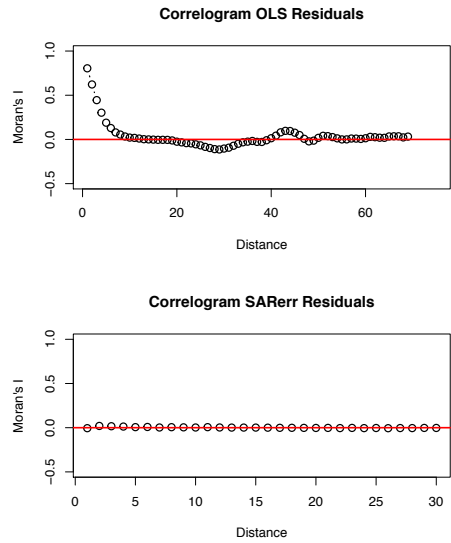 Correlogram OLS Residuals
1.0
0.5
0.0
−0.5
Moran's I
0 20 40 60
Distance
Correlogram SARerr Residuals
1.0
0.5
0.0
−0.5
Moran's I
0 5 10 15 20 25 30
Distance